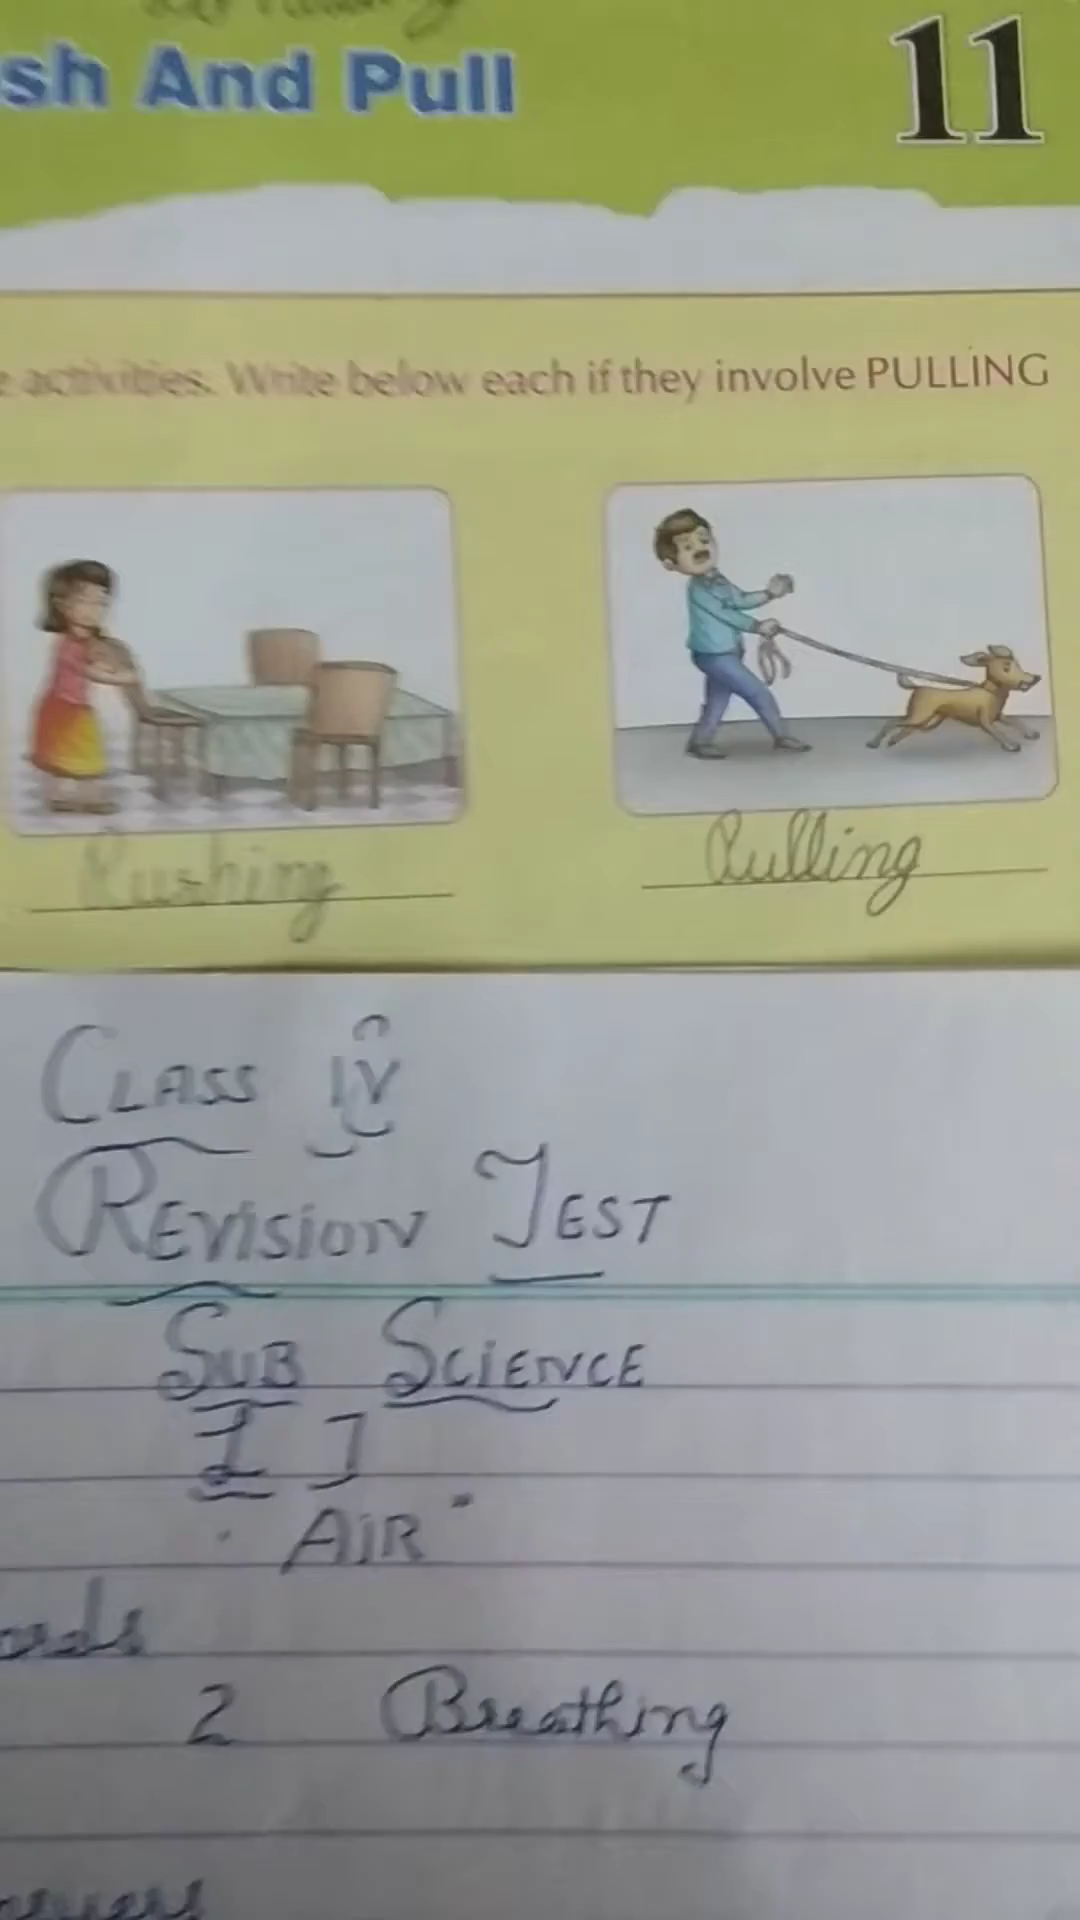 sh And Pull
11
e activities. Write below each if they involve PULLING
Pushing
Pulling
CLASS IV
REVISION TEST
SUB SCIENCE
I I
"AIR"
ords
2 Breathing